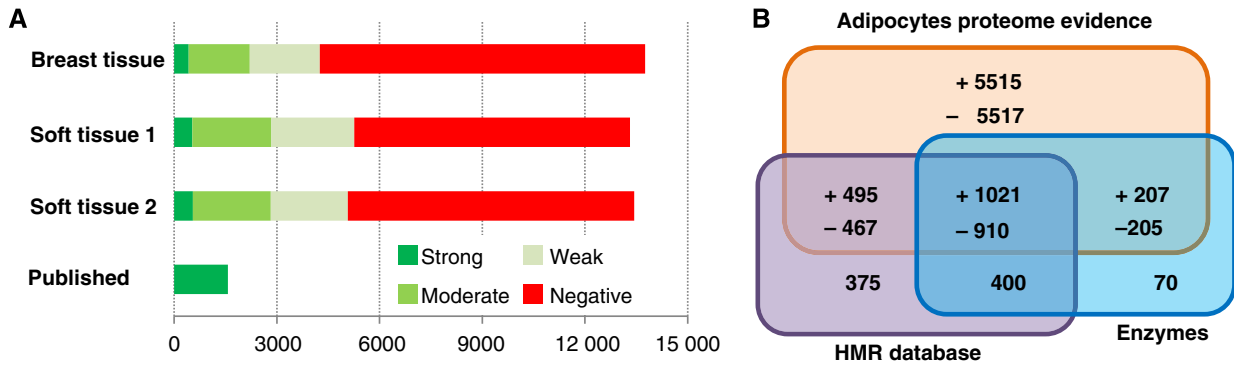 A
Breast tissue
Soft tissue 1
Soft tissue 2
Published
Strong
Weak
Moderate
Negative
0 3000 6000 9000 12 000 15 000
B
Adipocytes proteome evidence
+ 5515
– 5517
+ 495 + 1021 + 207
– 467 – 910 –205
375 400 70
Enzymes
HMR database